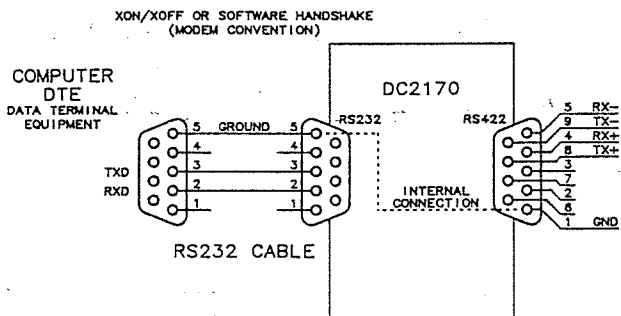 XON/XOFF OR SOFTWARE HANDSHAKE
(MODEM CONVENTION)
COMPUTER
DTE
DATA TERMINAL
EQUIPMENT
DC2170
RS232
RS422
5 GROUND 5
4 4
TXD 3 3
RXD 2 2
1 1
INTERNAL
CONNECTION
5 RX-
9 TX-
4 RX+
8 TX+
3
7
2
6
1 GND
RS232 CABLE